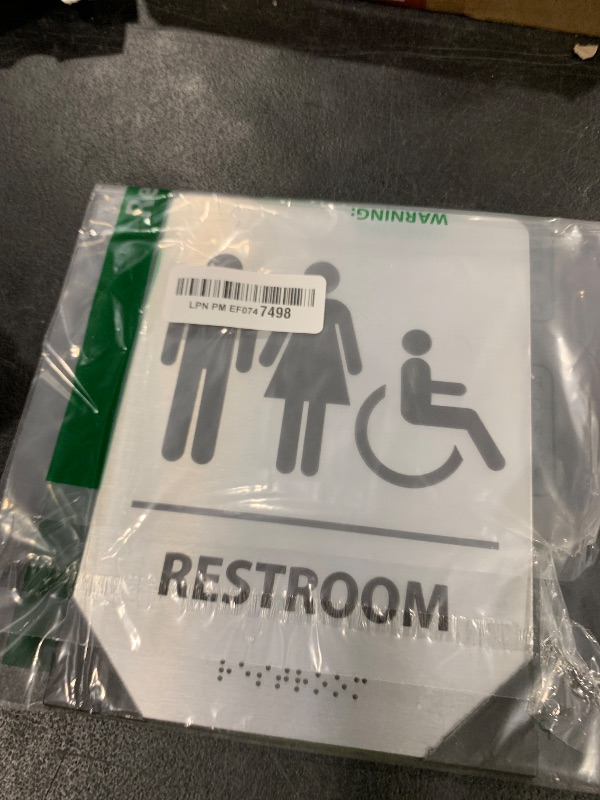 WARNING:
LPN PM EF0747498
RESTROOM
⠗⠑⠎⠞⠗⠕⠕⠍